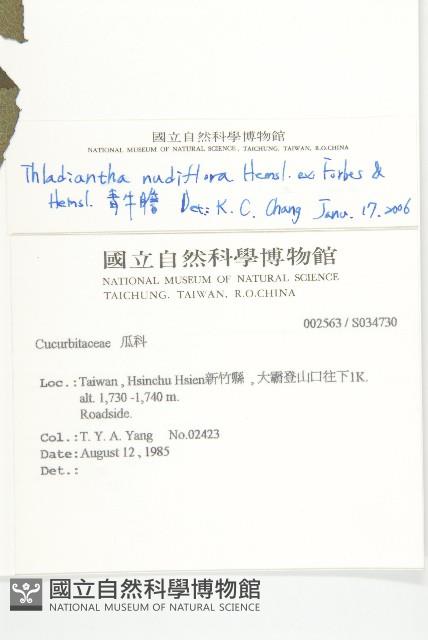 國立自然科學博物館
NATIONAL MUSEUM OF NATURAL SCIENCE, TAICHUNG, TAIWAN, R.O.CHINA
Thladiantha nudiflora Hemsl. ex Forbes &
Hemsl. 青牛膽 Det.: K. C. Chang Janu. 17. 2006
國立自然科學博物館
NATIONAL MUSEUM OF NATURAL SCIENCE
TAICHUNG, TAIWAN, R.O.CHINA
002563 / S034730
Cucurbitaceae 瓜科
Loc.: Taiwan , Hsinchu Hsien新竹縣 , 大霸登山口往下1K.
alt. 1,730 -1,740 m.
Roadside.
Col.: T. Y. A. Yang No.02423
Date: August 12 , 1985
Det.:
國立自然科學博物館
NATIONAL MUSEUM OF NATURAL SCIENCE